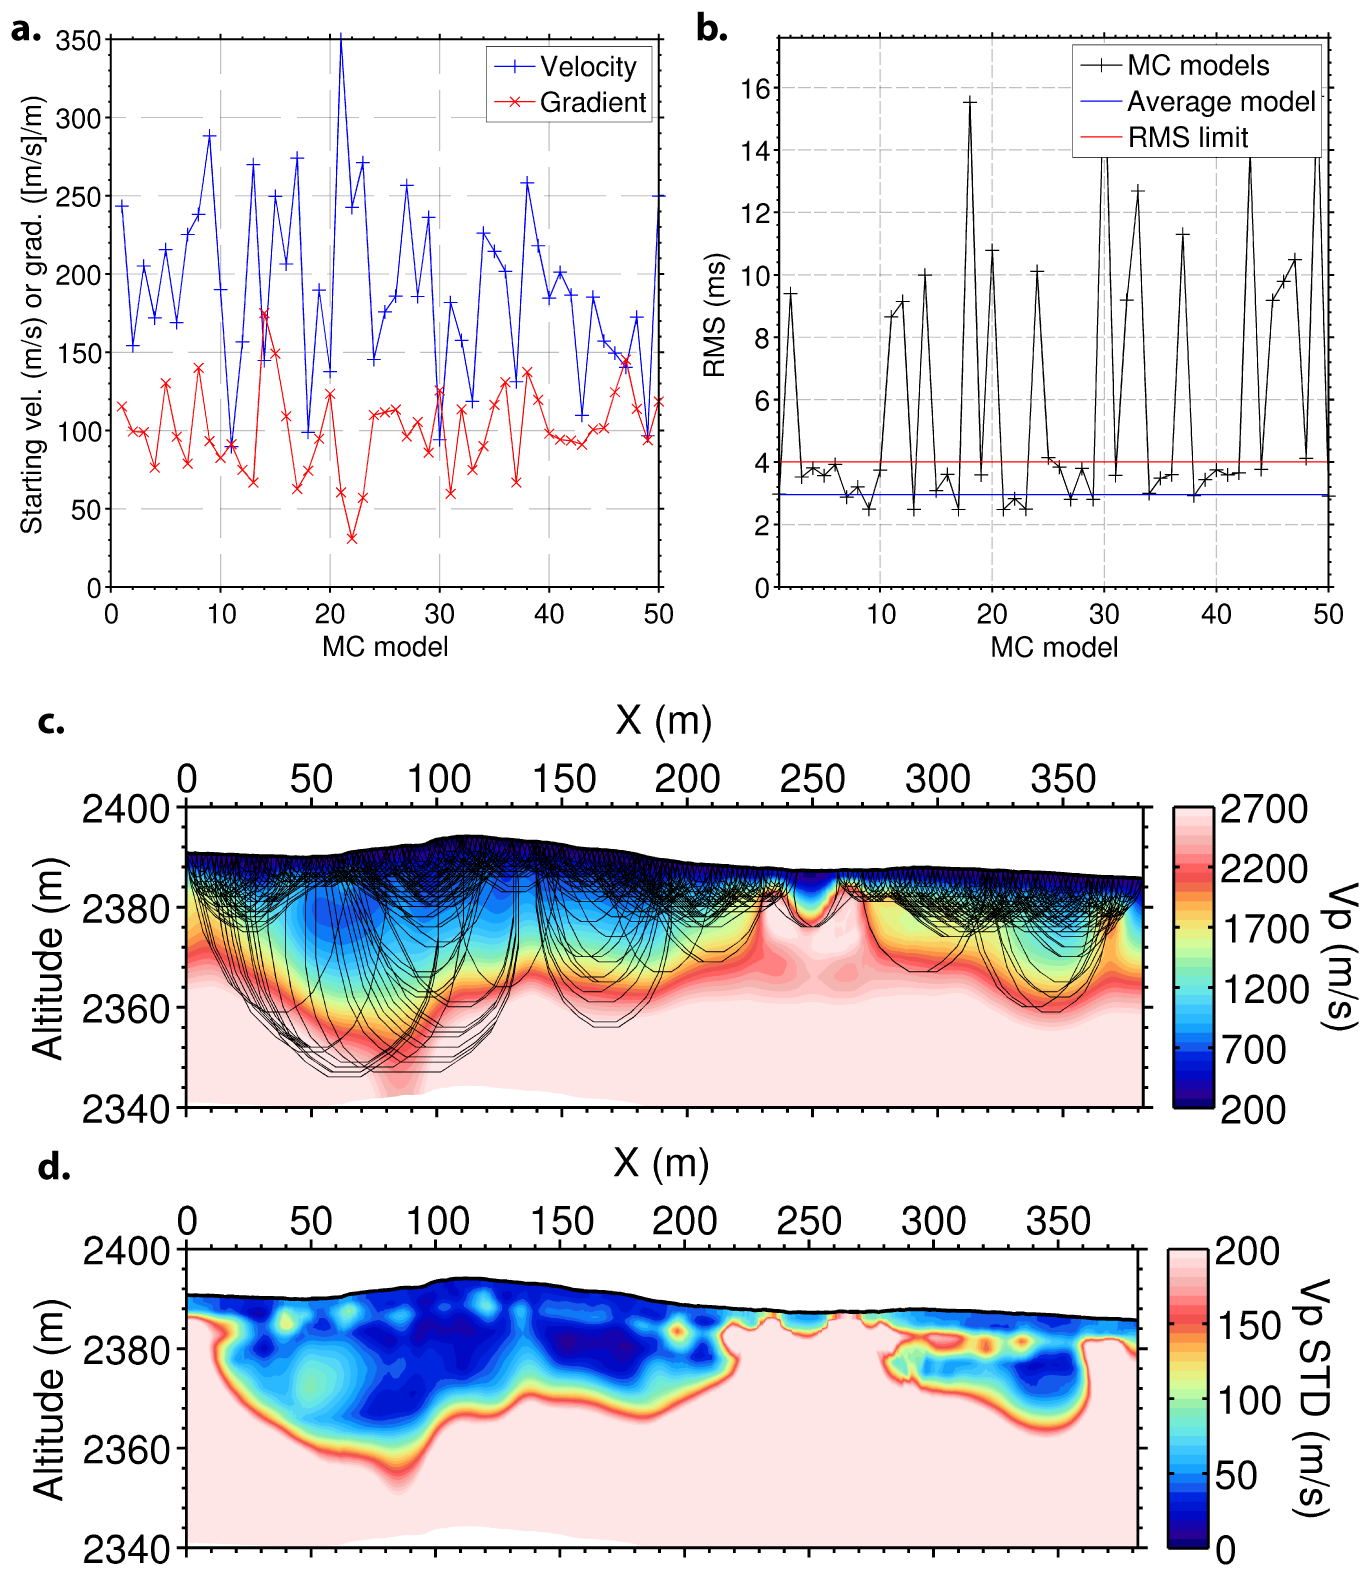 a.
Starting vel. (m/s) or grad. ([m/s]/m)
350
300
250
200
150
100
50
0
Velocity
Gradient
0 10 20 30 40 50
MC model
b.
RMS (ms)
16
14
12
10
8
6
4
2
0
MC models
Average model
RMS limit
10 20 30 40 50
MC model
c.
X (m)
0 50 100 150 200 250 300 350
Altitude (m)
2400
2380
2360
2340
2700
2200
1700
1200
700
200
Vp (m/s)
d.
X (m)
0 50 100 150 200 250 300 350
Altitude (m)
2400
2380
2360
2340
200
150
100
50
0
Vp STD (m/s)